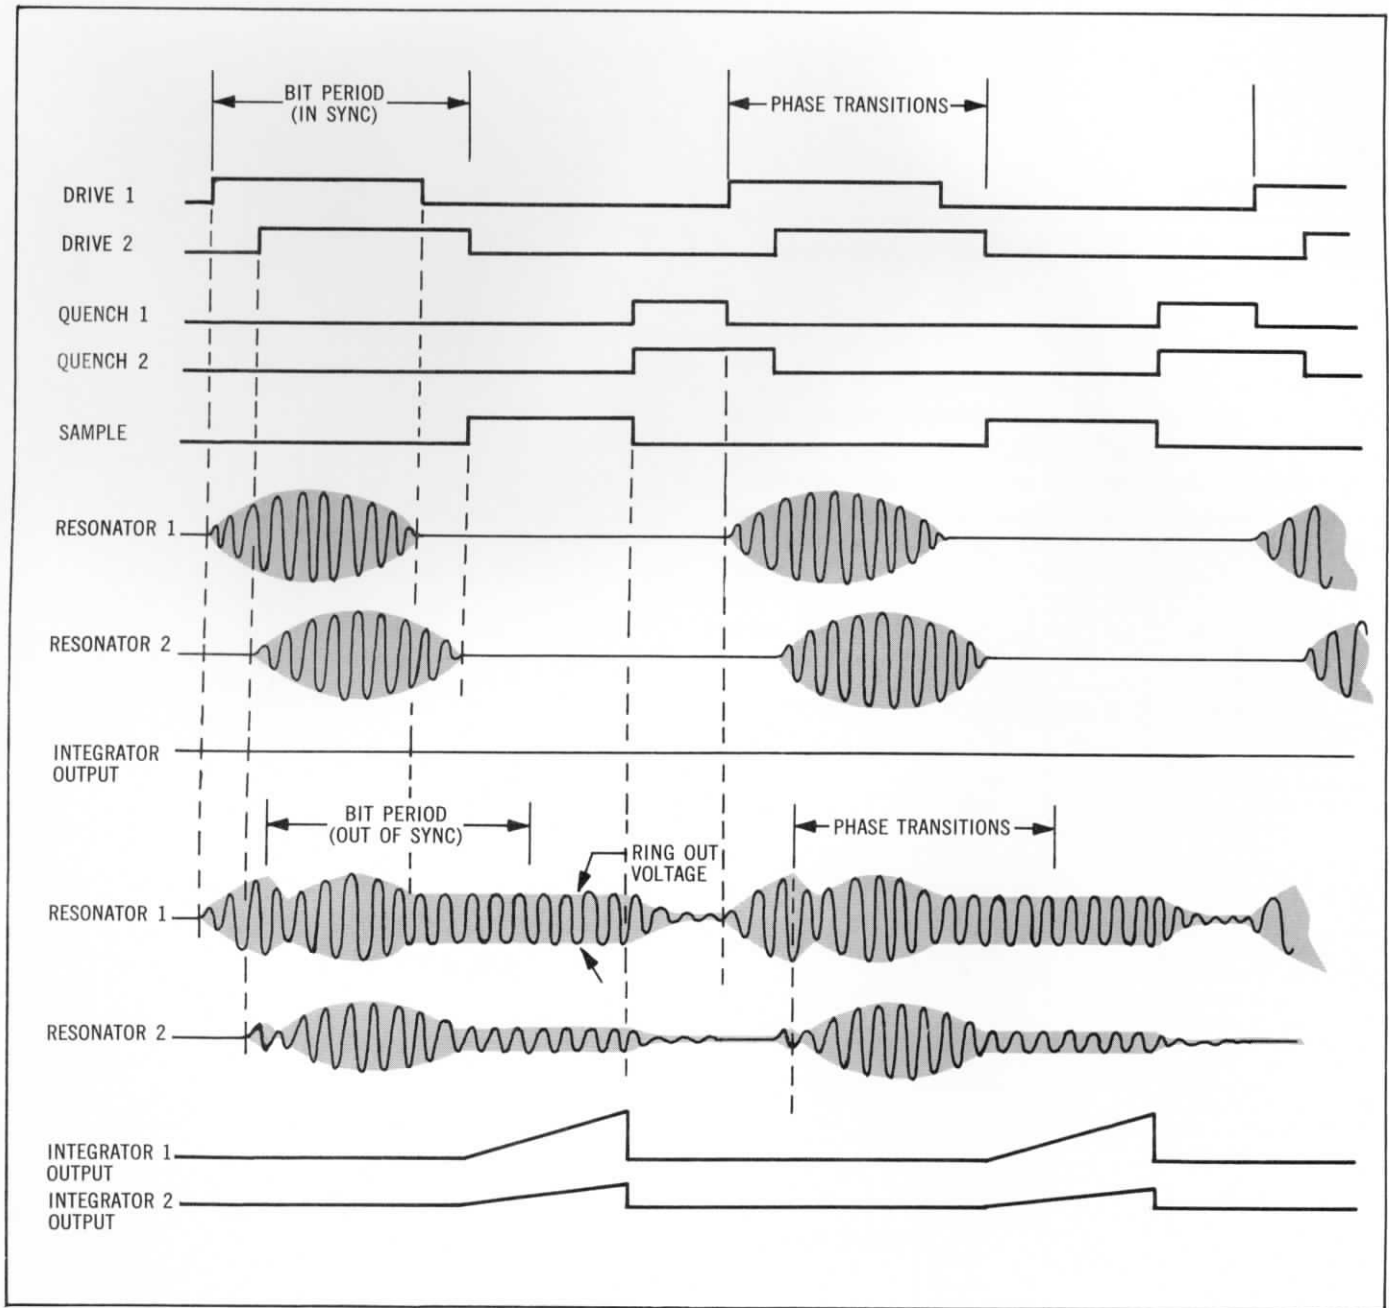 BIT PERIOD
(IN SYNC)
PHASE TRANSITIONS
DRIVE 1
DRIVE 2
QUENCH 1
QUENCH 2
SAMPLE
RESONATOR 1
RESONATOR 2
INTEGRATOR
OUTPUT
BIT PERIOD
(OUT OF SYNC)
PHASE TRANSITIONS
RING OUT
VOLTAGE
RESONATOR 1
RESONATOR 2
INTEGRATOR 1
OUTPUT
INTEGRATOR 2
OUTPUT